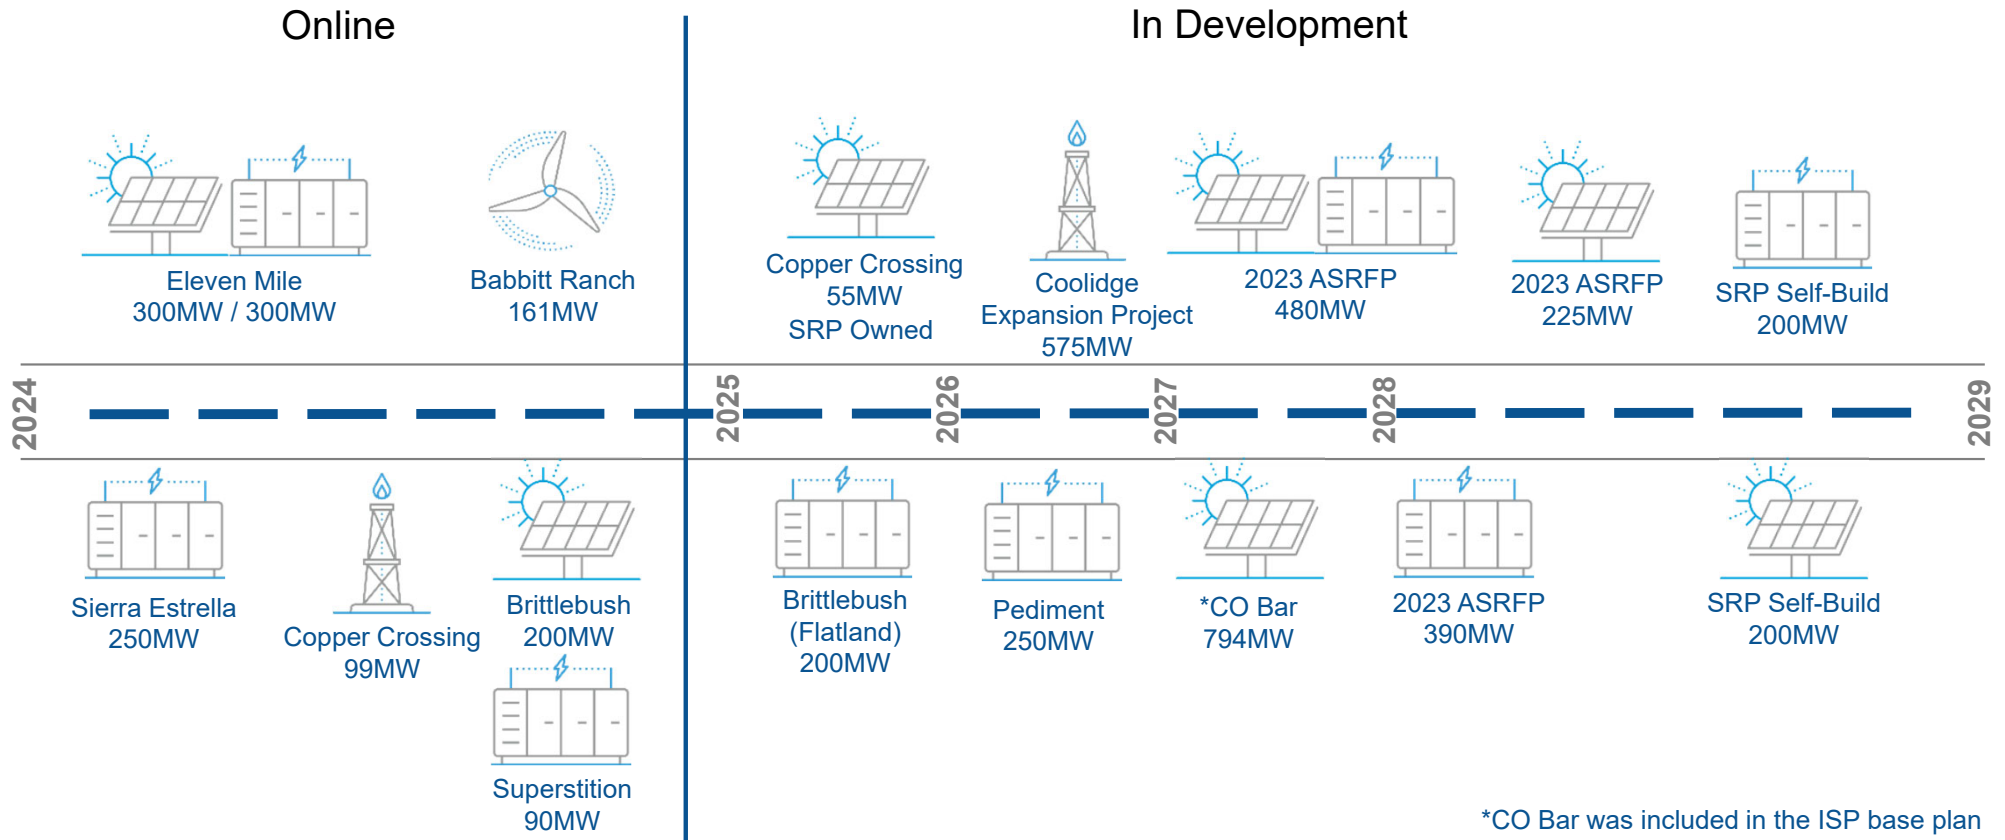 Online
In Development
Eleven Mile
300MW / 300MW
Babbitt Ranch
161MW
Copper Crossing
55MW
SRP Owned
Coolidge
Expansion Project
575MW
2023 ASRFP
480MW
2023 ASRFP
225MW
SRP Self-Build
200MW
2024
2025
2026
2027
2028
2029
Sierra Estrella
250MW
Copper Crossing
99MW
Brittlebush
200MW
Superstition
90MW
Brittlebush
(Flatland)
200MW
Pediment
250MW
*CO Bar
794MW
2023 ASRFP
390MW
SRP Self-Build
200MW
*CO Bar was included in the ISP base plan